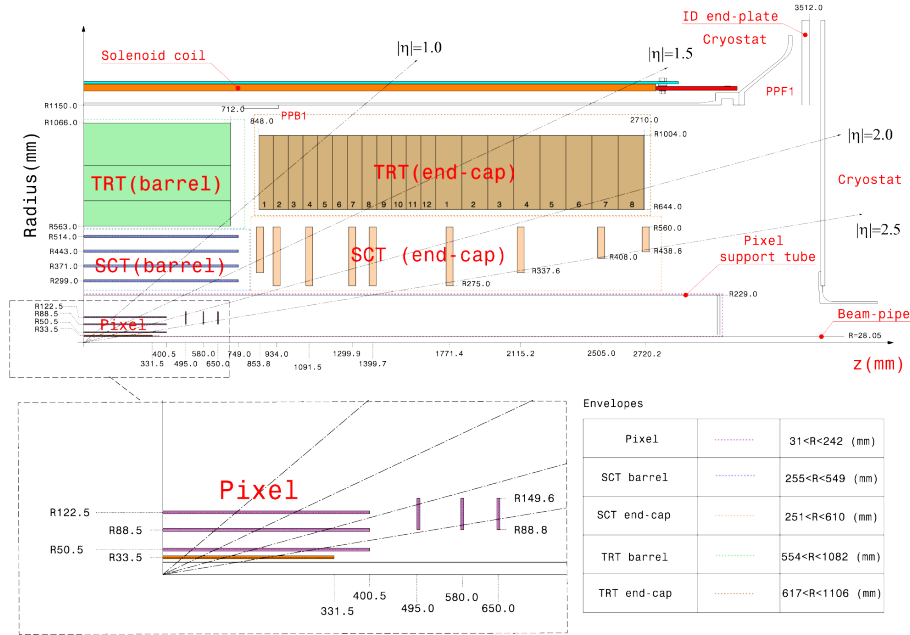 3512.0
ID end-plate
Cryostat
|η|=1.0
|η|=1.5
Solenoid coil
PPF1
R1150.0
712.0
PPB1
R1066.0
848.0
2710.0
R1004.0
|η|=2.0
TRT(barrel)
TRT(end-cap)
Radius(mm)
Cryostat
1 2 3 4 5 6 7 8 9 10 11 12 1 2 3 4 5 6 7 8
R644.0
R563.0
R560.0
|η|=2.5
R514.0
R443.0
SCT (end-cap)
R438.6
R408.0
Pixel
support tube
R371.0
SCT(barrel)
R337.6
R299.0
R275.0
R229.0
R122.5
R88.5
R50.5
R33.5
Pixel
Beam-pipe
R=28.05
400.5 580.0 749.0 934.0 1299.9 1771.4 2115.2 2505.0 2720.2
331.5 495.0 650.0 853.8 1091.5 1399.7
z(mm)
Envelopes
Pixel 31<R<242 (mm)
SCT barrel 255<R<549 (mm)
SCT end-cap 251<R<610 (mm)
TRT barrel 554<R<1082 (mm)
TRT end-cap 617<R<1106 (mm)
Pixel
R149.6
R122.5
R88.5
R88.8
R50.5
R33.5
400.5 495.0 580.0 650.0
331.5